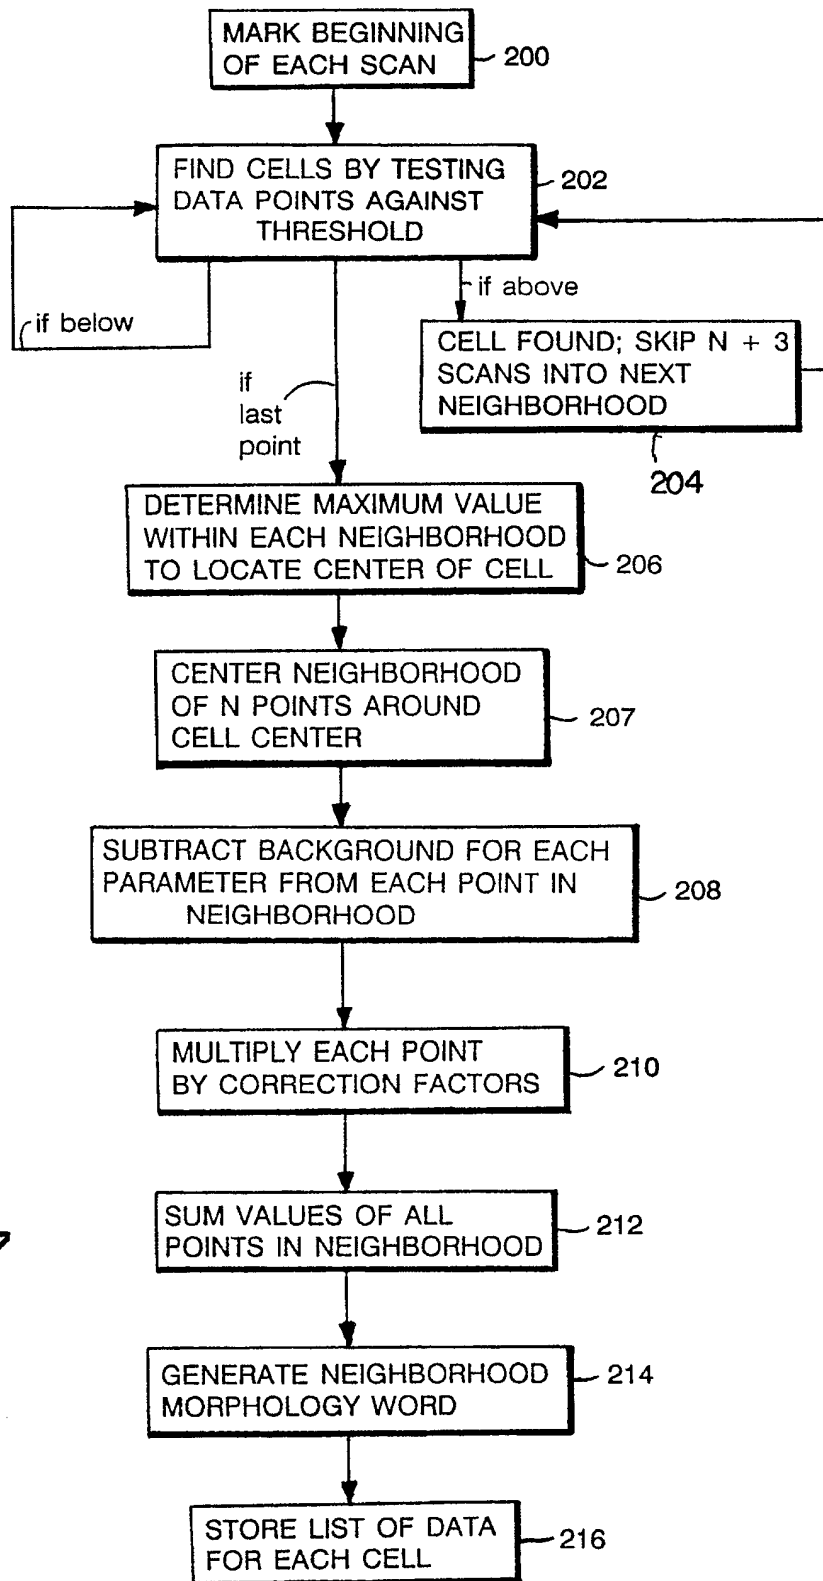 MARK BEGINNING
OF EACH SCAN
200
FIND CELLS BY TESTING
DATA POINTS AGAINST
THRESHOLD
202
if below
if above
if
last
point
CELL FOUND; SKIP N + 3
SCANS INTO NEXT
NEIGHBORHOOD
204
DETERMINE MAXIMUM VALUE
WITHIN EACH NEIGHBORHOOD
TO LOCATE CENTER OF CELL
206
CENTER NEIGHBORHOOD
OF N POINTS AROUND
CELL CENTER
207
SUBTRACT BACKGROUND FOR EACH
PARAMETER FROM EACH POINT IN
NEIGHBORHOOD
208
MULTIPLY EACH POINT
BY CORRECTION FACTORS
210
SUM VALUES OF ALL
POINTS IN NEIGHBORHOOD
212
GENERATE NEIGHBORHOOD
MORPHOLOGY WORD
214
STORE LIST OF DATA
FOR EACH CELL
216